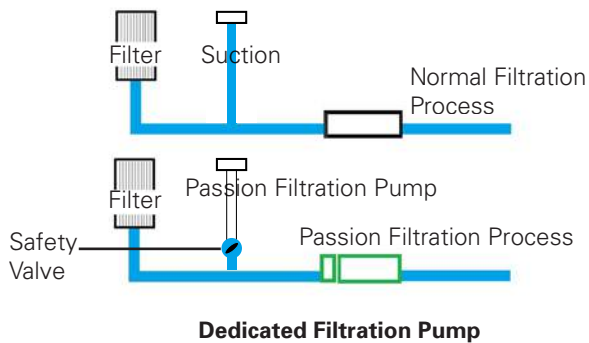 Filter
Suction
Normal Filtration
Process
Filter
Passion Filtration Pump
Safety
Valve
Passion Filtration Process
Dedicated Filtration Pump